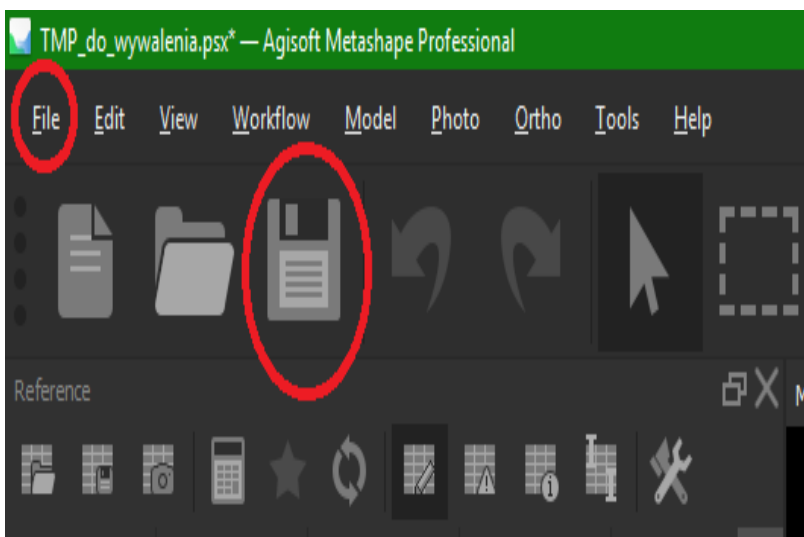 TMP_do_wywalenia.psx* — Agisoft Metashape Professional
File Edit View Workflow Model Photo Ortho Tools Help
Reference
M